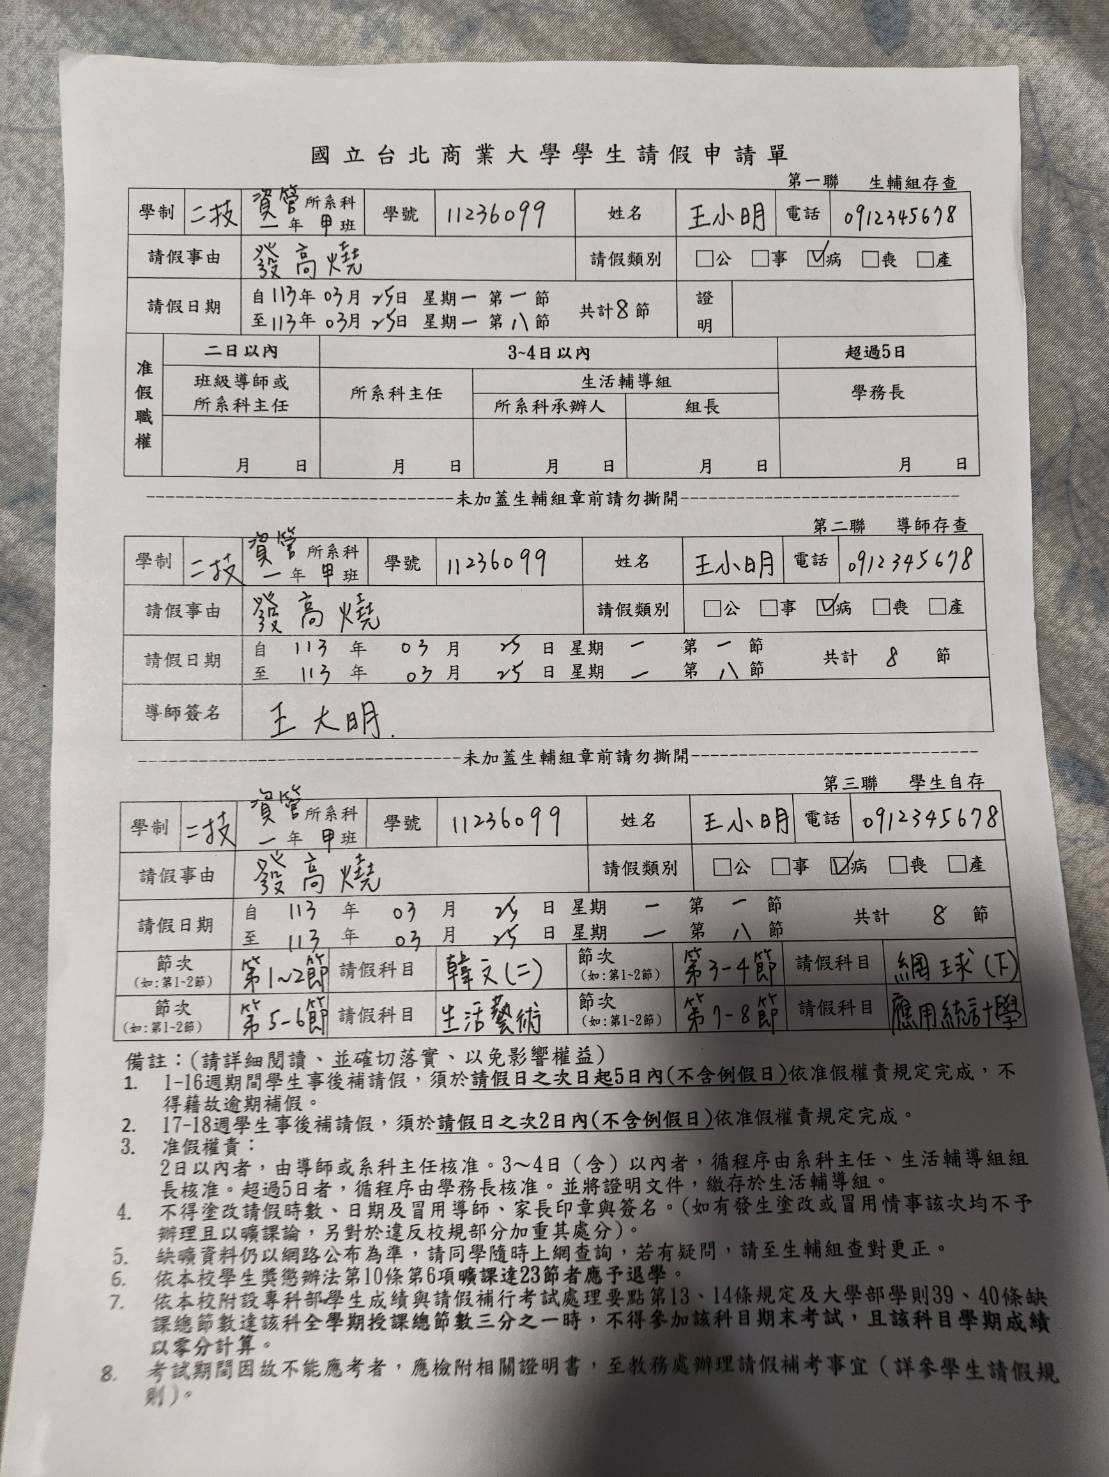 國立台北商業大學學生請假申請單
第一聯 生輔組存查
學制 二技 資管 所系科 一 年 甲 班 學號 11236099 姓名 王小明 電話 0912345678
請假事由 發高燒 請假類別 □公 □事 ☑病 □喪 □產
請假日期 自113年03月25日 星期一 第一節 共計8節 證明
至113年03月25日 星期一 第八節
准假職權 二日以內 3~4日以內 超過5日
班級導師或所系科主任 所系科主任 生活輔導組 學務長
所系科承辦人 組長
月 日 月 日 月 日 月 日 月 日
未加蓋生輔組章前請勿撕開
第二聯 導師存查
學制 二技 資管 所系科 一 年 甲 班 學號 11236099 姓名 王小明 電話 0912345678
請假事由 發高燒 請假類別 □公 □事 ☑病 □喪 □產
請假日期 自 113 年 03 月 25 日 星期 一 第 一 節 共計 8 節
至 113 年 03 月 25 日 星期 一 第 八 節
導師簽名 王大明.
未加蓋生輔組章前請勿撕開
第三聯 學生自存
學制 二技 資管 所系科 一 年 甲 班 學號 11236099 姓名 王小明 電話 0912345678
請假事由 發高燒 請假類別 □公 □事 ☑病 □喪 □產
請假日期 自 113 年 03 月 25 日 星期 一 第 一 節 共計 8 節
至 113 年 03 月 25 日 星期 一 第 八 節
節次 (如:第1~2節) 第1~2節 請假科目 韓文(二) 節次 (如:第1~2節) 第3-4節 請假科目 網球(下)
節次 (如:第1~2節) 第5-6節 請假科目 生活藝術 節次 (如:第1~2節) 第7-8節 請假科目 應用統計學
備註：(請詳細閱讀、並確切落實、以免影響權益)
1. 1-16週期間學生事後補請假，須於請假日之次日起5日內(不含例假日)依准假權責規定完成，不
得藉故逾期補假。
2. 17-18週學生事後補請假，須於請假日之次2日內(不含例假日)依准假權責規定完成。
3. 准假權責：
2日以內者，由導師或系科主任核准。3~4日（含）以內者，循程序由系科主任、生活輔導組組
長核准。超過5日者，循程序由學務長核准。並將證明文件，繳存於生活輔導組。
4. 不得塗改請假時數、日期及冒用導師、家長印章與簽名。(如有發生塗改或冒用情事該次均不予
辦理且以曠課論，另對於違反校規部分加重其處分)。
5. 缺曠資料仍以網路公布為準，請同學隨時上網查詢，若有疑問，請至生輔組查對更正。
6. 依本校學生獎懲辦法第10條第6項曠課達23節者應予退學。
7. 依本校附設專科部學生成績與請假補行考試處理要點第13、14條規定及大學部學則39、40條缺
課總節數達該科全學期授課總節數三分之一時，不得參加該科目期末考試，且該科目學期成績
以零分計算。
8. 考試期間因故不能應考者，應檢附相關證明書，至教務處辦理請假補考事宜（詳參學生請假規
則）。